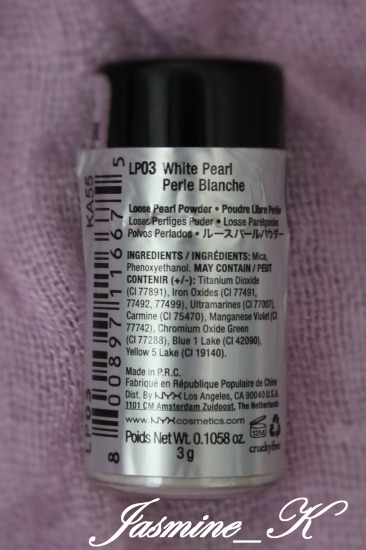 LP03 White Pearl
Perle Blanche
Loose Pearl Powder • Poudre Libre Perlée
Loses Perliges Puder • Losse Parelpoeder
Polvos Perlados • ルースパールパウダー
INGREDIENTS / INGRÉDIENTS: Mica,
Phenoxyethanol. MAY CONTAIN / PEUT
CONTENIR (+/-): Titanium Dioxide
(CI 77891), Iron Oxides (CI 77491,
77492, 77499), Ultramarines (CI 77007),
Carmine (CI 75470), Manganese Violet (CI
77742), Chromium Oxide Green
(CI 77288), Blue 1 Lake (CI 42090),
Yellow 5 Lake (CI 19140).
Made in P.R.C.
Fabriqué en République Populaire de Chine
Dist. By NYX Los Angeles, CA 90040 U.S.A.
1101 CM Amsterdam Zuidoost, The Netherlands
www.NYXcosmetics.com
Poids Net Wt. 0.1058 oz.
3 g
12M
crueltyfree
KA55
8 00897 11667 5
LP03
Jasmine_K